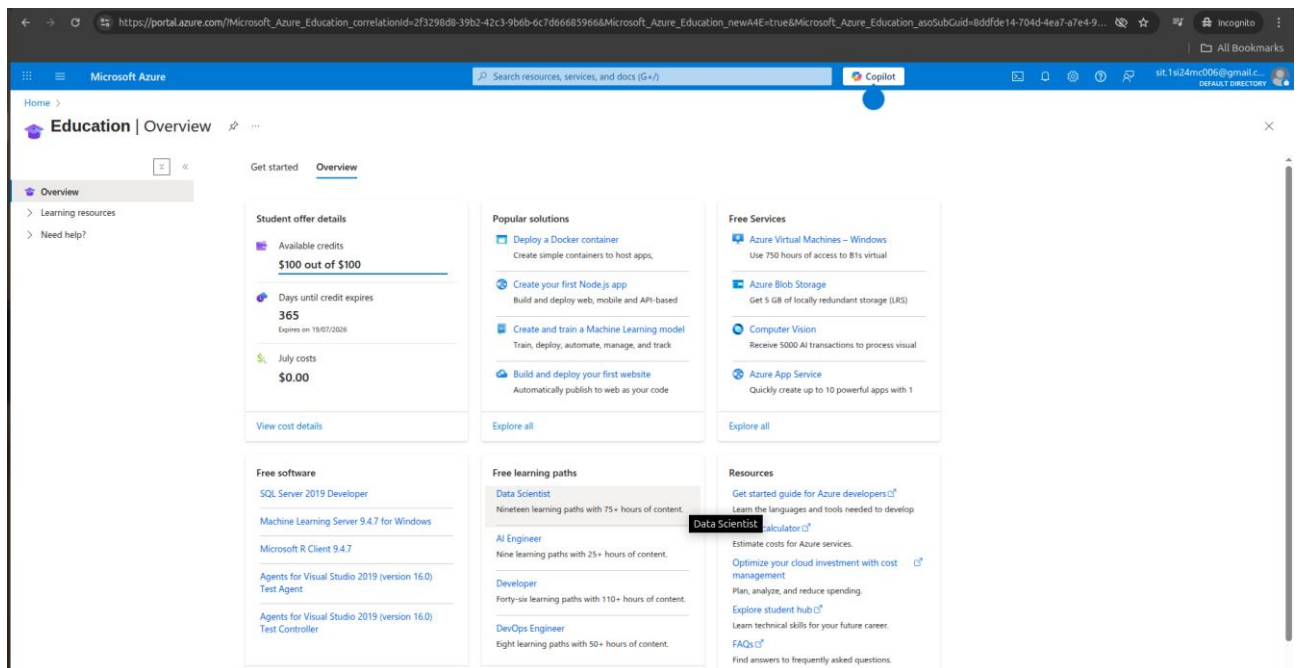 https://portal.azure.com/?Microsoft_Azure_Education_correlationId=2f3298d8-39b2-42c3-9b6b-6c7d66685966&Microsoft_Azure_Education_newA4E=true&Microsoft_Azure_Education_asoSubGuid=8ddfde14-704d-4ea7-a7e4-9...
Incognito
All Bookmarks
Microsoft Azure
Search resources, services, and docs (G+/)
Copilot
sit.1si24mc006@gmail.c...
DEFAULT DIRECTORY
Home >
Education | Overview
Overview
Learning resources
Need help?
Get started
Overview
Student offer details
Available credits
$100 out of $100
Days until credit expires
365
Expires on 19/07/2026
July costs
$0.00
View cost details
Popular solutions
Deploy a Docker container
Create simple containers to host apps,
Create your first Node.js app
Build and deploy web, mobile and API-based
Create and train a Machine Learning model
Train, deploy, automate, manage, and track
Build and deploy your first website
Automatically publish to web as your code
Explore all
Free Services
Azure Virtual Machines – Windows
Use 750 hours of access to B1s virtual
Azure Blob Storage
Get 5 GB of locally redundant storage (LRS)
Computer Vision
Receive 5000 AI transactions to process visual
Azure App Service
Quickly create up to 10 powerful apps with 1
Explore all
Free software
SQL Server 2019 Developer
Machine Learning Server 9.4.7 for Windows
Microsoft R Client 9.4.7
Agents for Visual Studio 2019 (version 16.0)
Test Agent
Agents for Visual Studio 2019 (version 16.0)
Test Controller
Free learning paths
Data Scientist
Nineteen learning paths with 75+ hours of content.
Data Scientist
AI Engineer
Nine learning paths with 25+ hours of content.
Developer
Forty-six learning paths with 110+ hours of content.
DevOps Engineer
Eight learning paths with 50+ hours of content.
Resources
Get started guide for Azure developers
Learn the languages and tools needed to develop
calculator
Estimate costs for Azure services.
Optimize your cloud investment with cost
management
Plan, analyze, and reduce spending.
Explore student hub
Learn technical skills for your future career.
FAQs
Find answers to frequently asked questions.